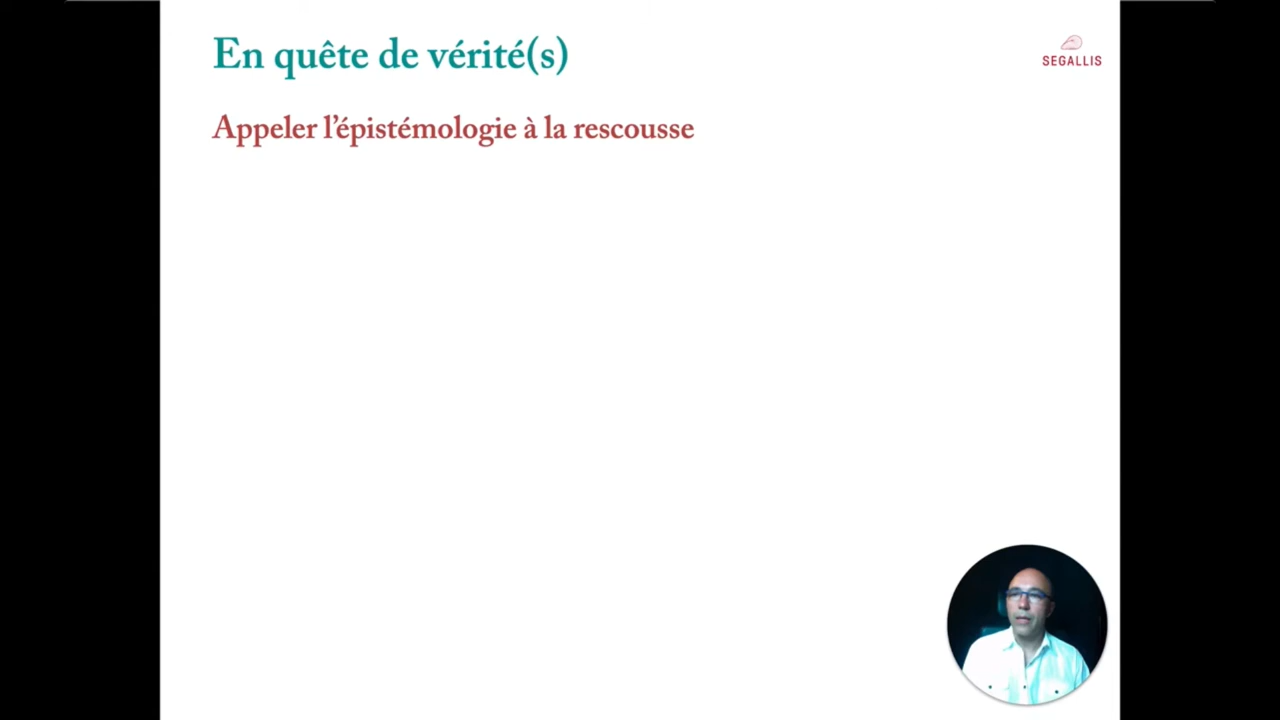 En quête de vérité(s)
SEGALLIS
Appeler l’épistémologie à la rescousse